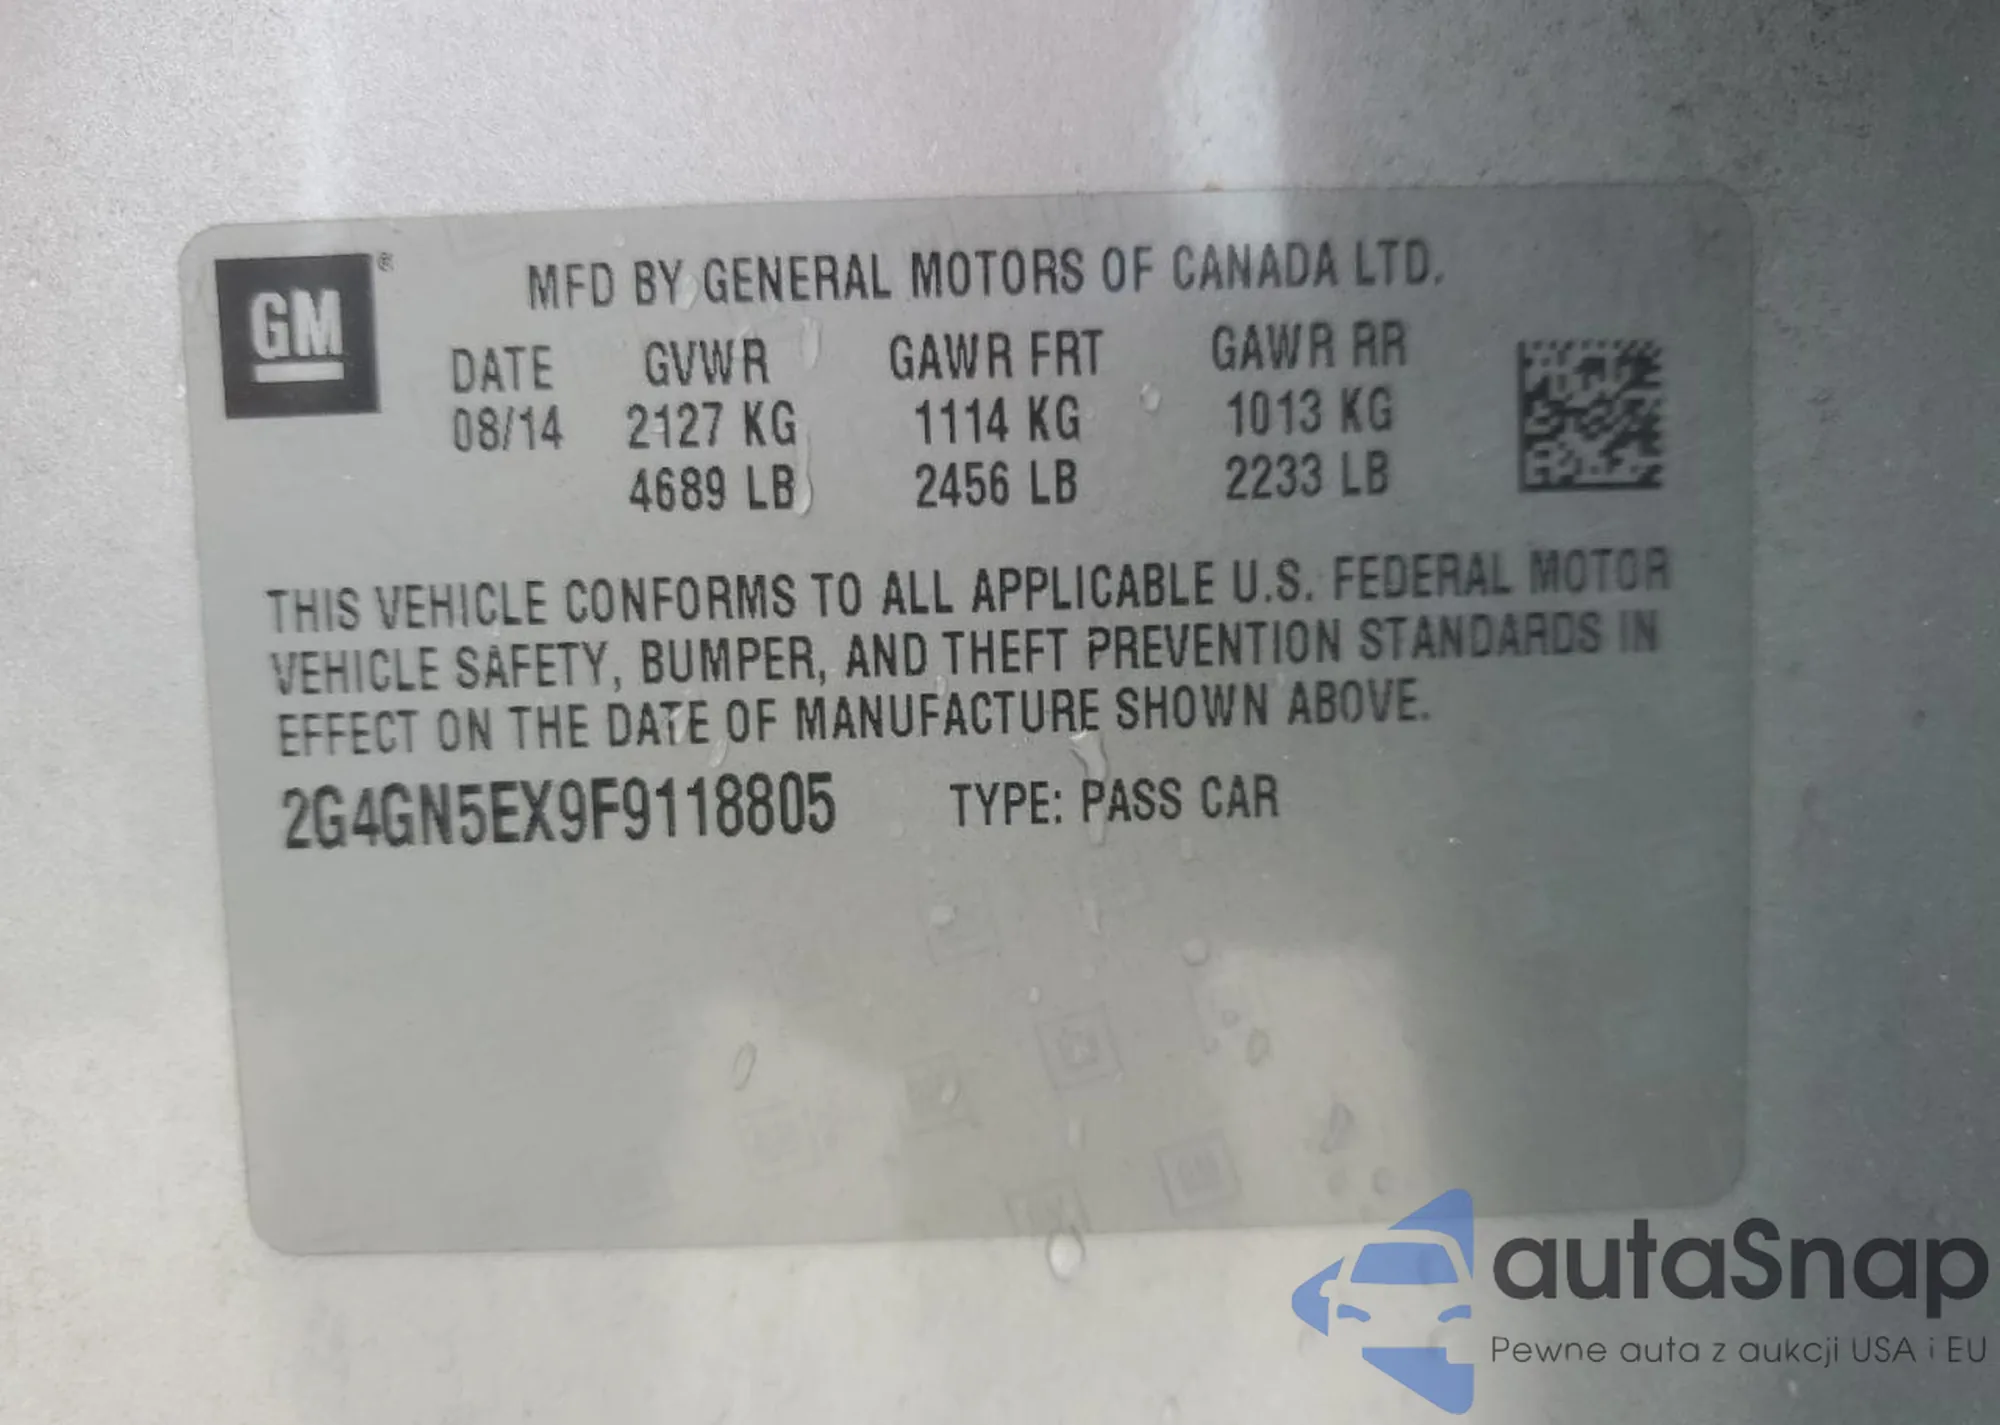 GM ®
MFD BY GENERAL MOTORS OF CANADA LTD.
DATE GVWR GAWR FRT GAWR RR
08/14 2127 KG 1114 KG 1013 KG
4689 LB 2456 LB 2233 LB
THIS VEHICLE CONFORMS TO ALL APPLICABLE U.S. FEDERAL MOTOR
VEHICLE SAFETY, BUMPER, AND THEFT PREVENTION STANDARDS IN
EFFECT ON THE DATE OF MANUFACTURE SHOWN ABOVE.
2G4GN5EX9F9118805 TYPE: PASS CAR
autaSnap
Pewne auta z aukcji USA i EU